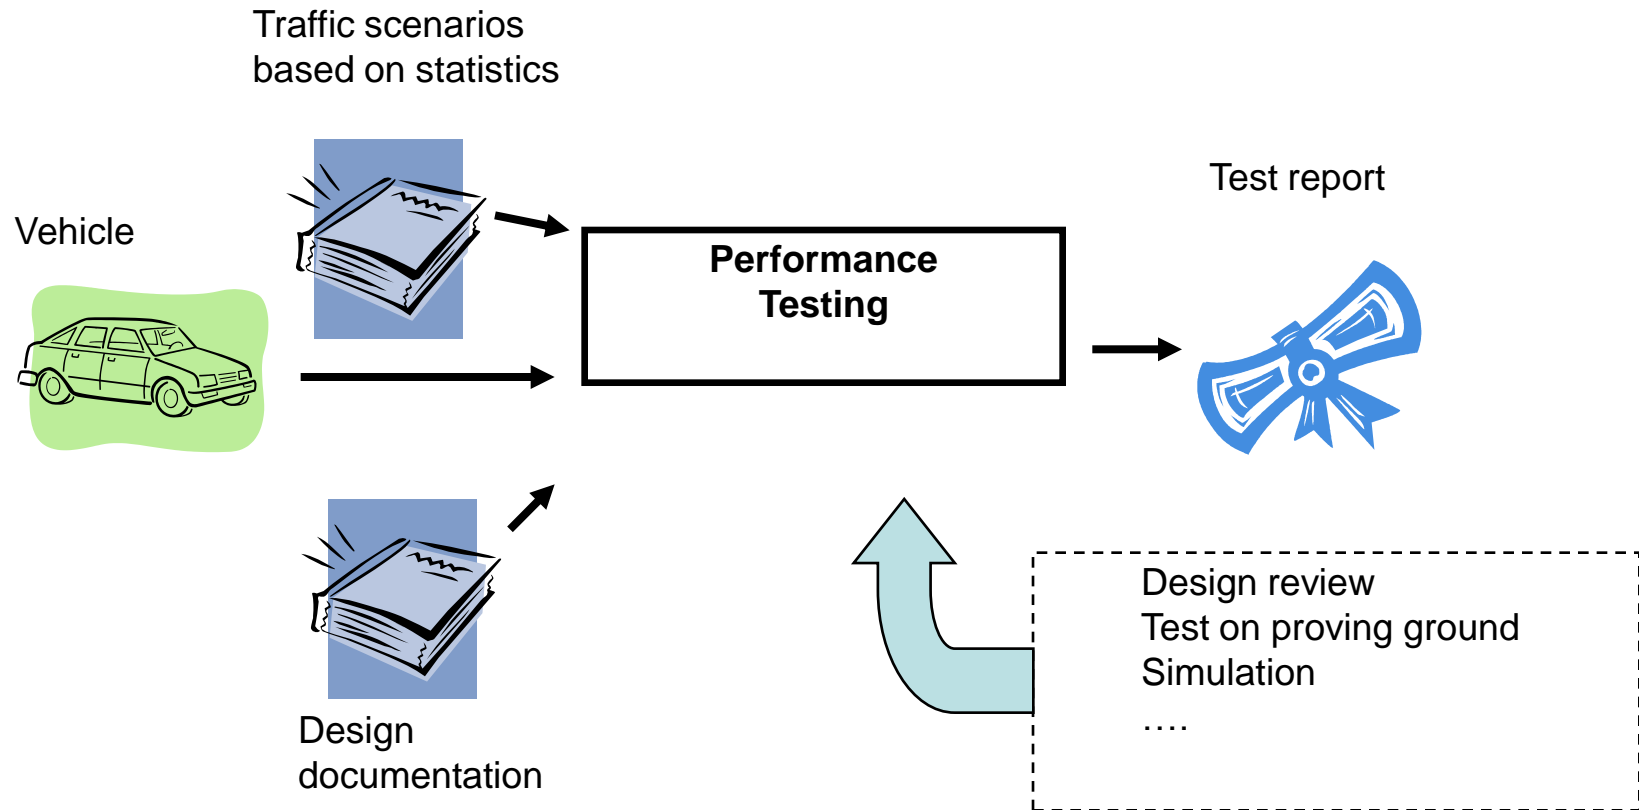 Traffic scenarios
based on statistics
Vehicle
Performance
Testing
Test report
Design
documentation
Design review
Test on proving ground
Simulation
....